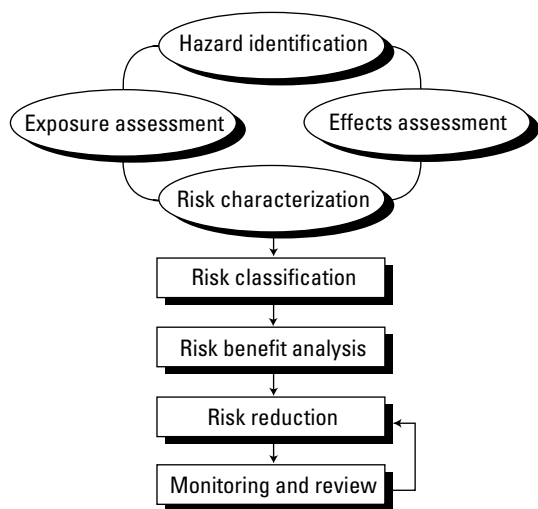 Hazard identification
Exposure assessment
Effects assessment
Risk characterization
Risk classification
Risk benefit analysis
Risk reduction
Monitoring and review